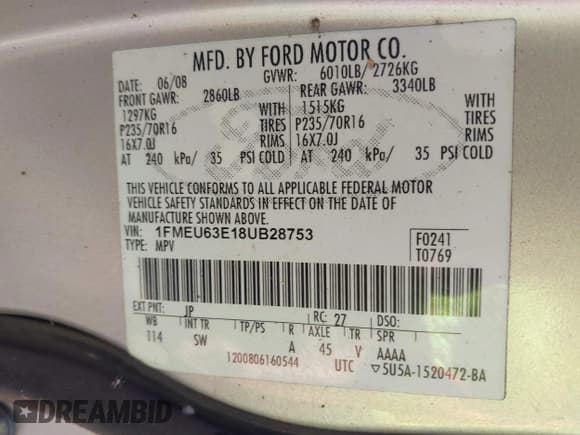 MFD. BY FORD MOTOR CO.
DATE: 06/08 GVWR: 6010LB/ 2726KG
FRONT GAWR: 2860LB REAR GAWR: 3340LB
1297KG WITH 1515KG WITH
P235/70R16 TIRES P235/70R16 TIRES
16X7.0J RIMS 16X7.0J RIMS
AT 240 kPa/ 35 PSI COLD AT 240 kPa/ 35 PSI COLD
THIS VEHICLE CONFORMS TO ALL APPLICABLE FEDERAL MOTOR
VEHICLE SAFETY STANDARDS IN EFFECT ON THE DATE OF
MANUFACTURE SHOWN ABOVE.
VIN: 1FMEU63E18UB28753 F0241
TYPE: MPV T0769
EXT PNT: JP RC: 27 DSO:
WB INT TR TP/PS R AXLE TR SPR
114 SW A 45 V AAAA
1200806160544 UTC ▽5U5A-1520472-BA
Ford
DREAMBID